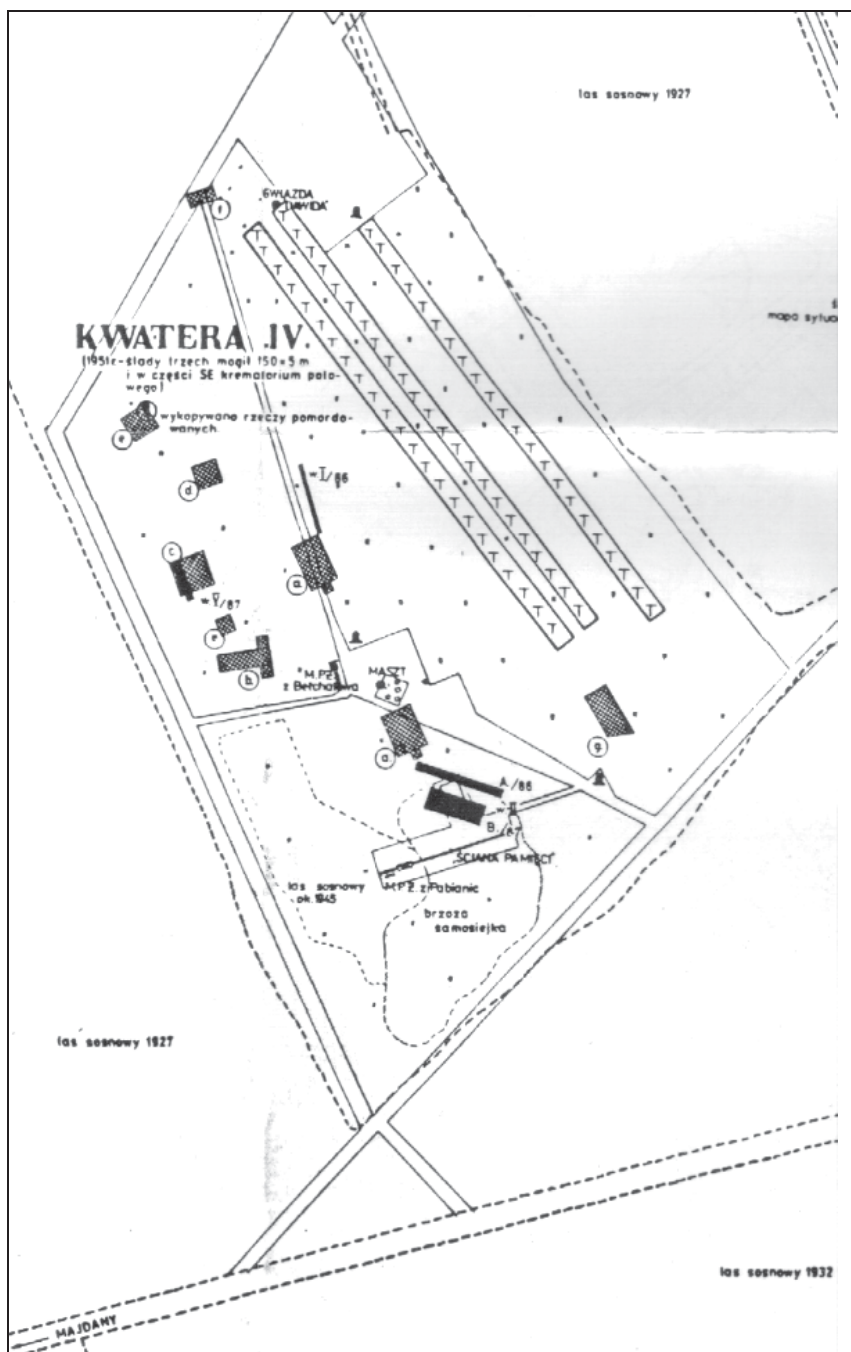 las sosnowy 1927
GWIAZDA
DAWIDA"
f
KWATERA IV.
(1951r-ślady trzech mogił 150×5 m
i w części SE krematorium polo-
wego)
mapa sytuac
wykopywano rzeczy pomordo-
wanych.
e
d
I/86
c
a
V/87
e
b
"M.P.Ż.
z Bełchatowa
MASZT
a
g
A/86
B
"ŚCIANA PAMIĘCI"
las sosnowy
ok. 1945
M.P.Ż. z Pabianic
brzoza
samosiejka
las sosnowy 1927
las sosnowy 1932
MAJDANY